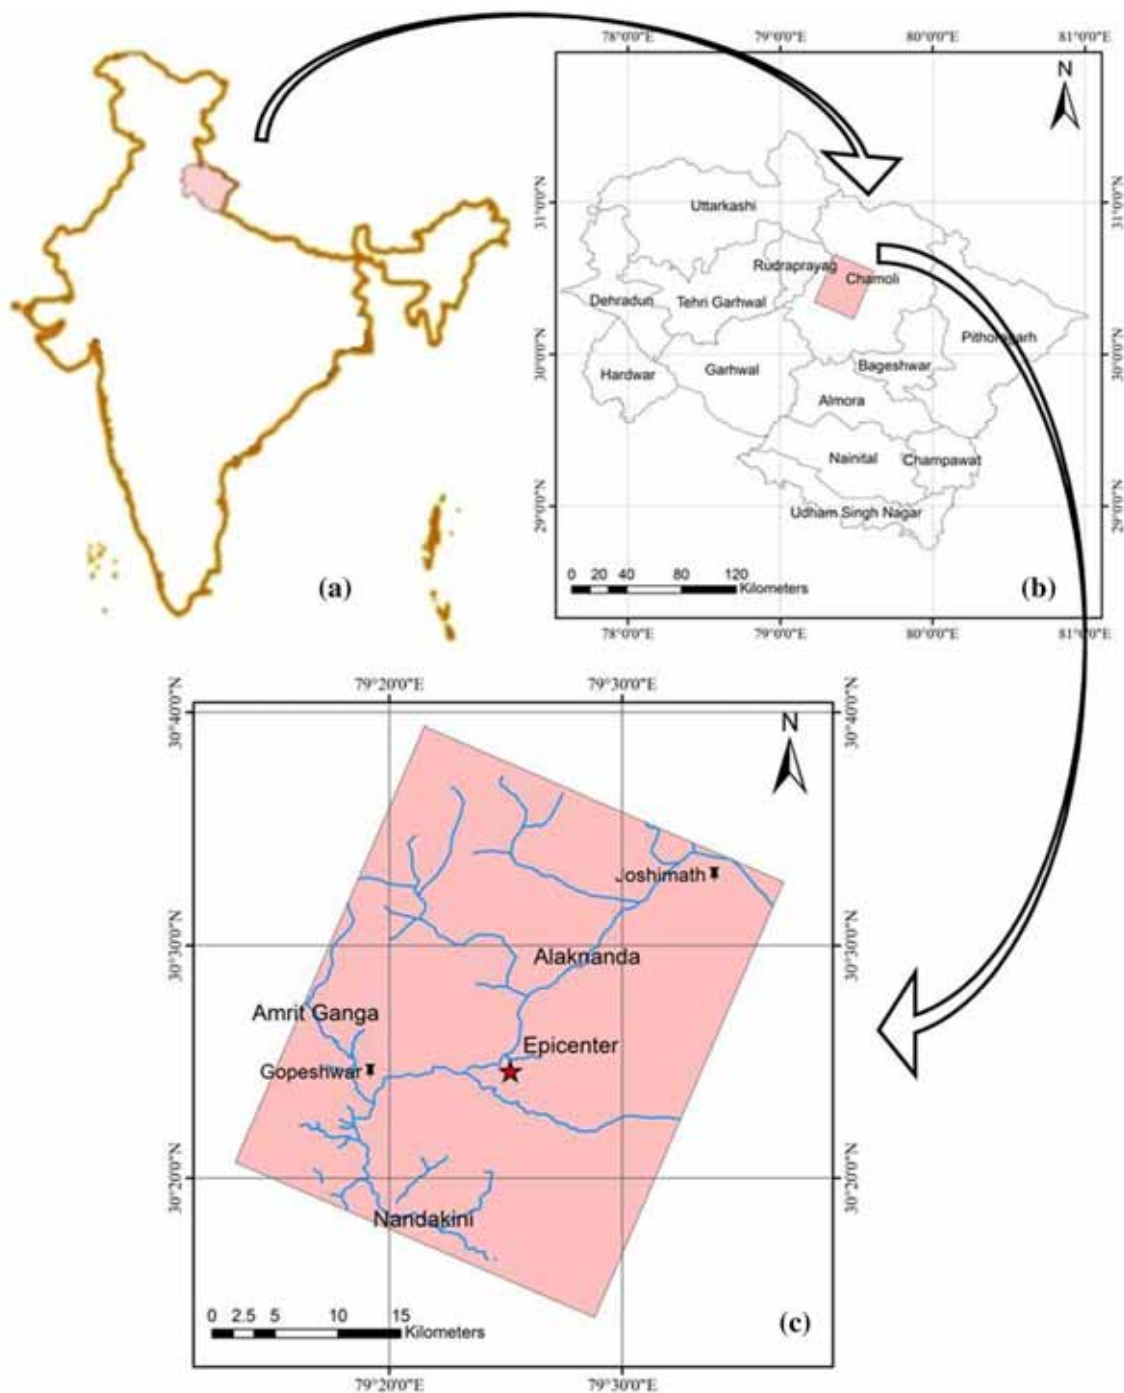 (a)
78°0'0"E 79°0'0"E 80°0'0"E 81°0'0"E
N
31°0'0"N 31°0'0"N
30°0'0"N 30°0'0"N
29°0'0"N 29°0'0"N
Uttarkashi
Rudraprayag
Chamoli
Dehradun
Tehri Garhwal
Pithoragarh
Hardwar
Garhwal
Bageshwar
Almora
Nainital
Champawat
Udham Singh Nagar
0 20 40 80 120
Kilometers
(b)
78°0'0"E 79°0'0"E 80°0'0"E 81°0'0"E
79°20'0"E 79°30'0"E
N
30°40'0"N 30°40'0"N
30°30'0"N 30°30'0"N
30°20'0"N 30°20'0"N
Joshimath
Alaknanda
Amrit Ganga
Epicenter
Gopeshwar
Nandakini
0 2.5 5 10 15
Kilometers
(c)
79°20'0"E 79°30'0"E